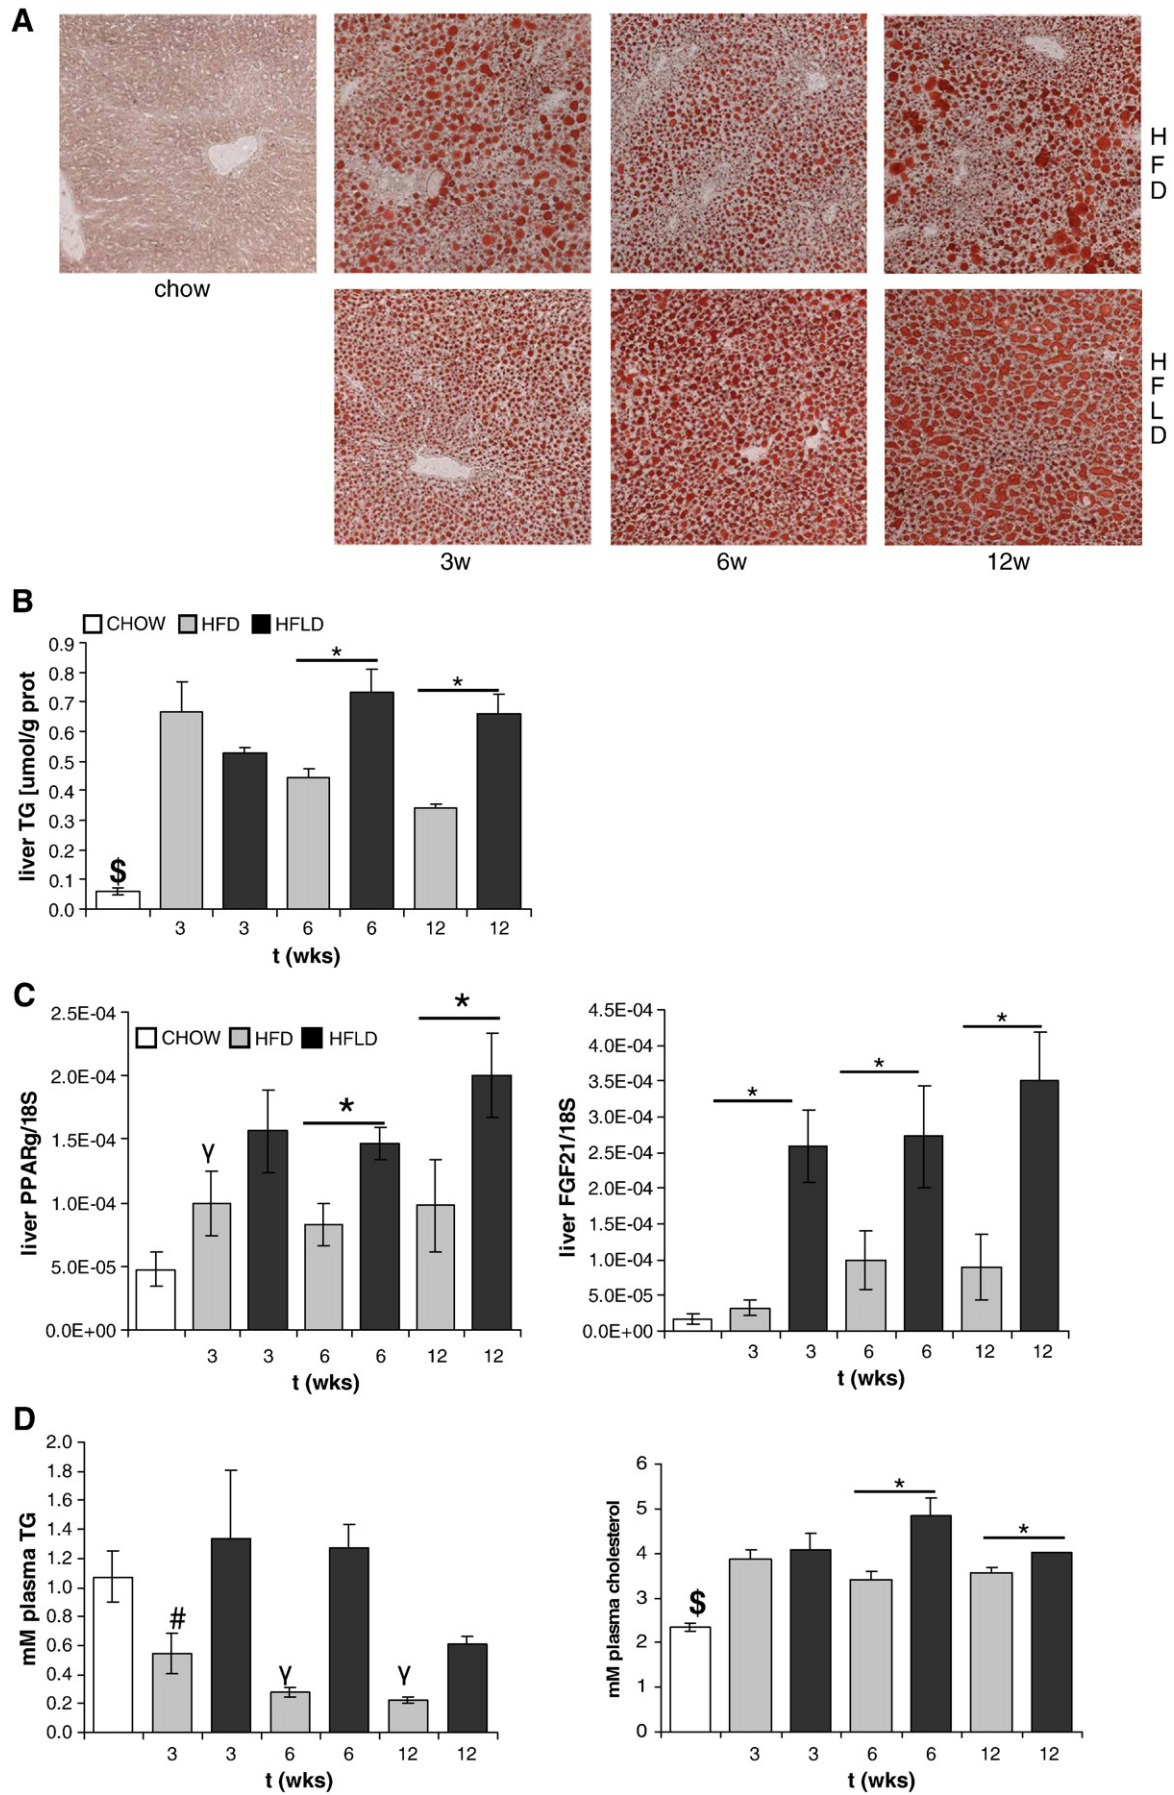 A
H
F
D
chow
H
F
L
D
3w 6w 12w
B
CHOW HFD HFLD
liver TG [umol/g prot
0.9
0.8
0.7
0.6
0.5
0.4
0.3
0.2
0.1
0.0
$
*
*
3 3 6 6 12 12
t (wks)
C
CHOW HFD HFLD
liver PPARg/18S
2.5E-04
2.0E-04
1.5E-04
1.0E-04
5.0E-05
0.0E+00
γ
*
*
3 3 6 6 12 12
t (wks)
liver FGF21/18S
4.5E-04
4.0E-04
3.5E-04
3.0E-04
2.5E-04
2.0E-04
1.5E-04
1.0E-04
5.0E-05
0.0E+00
*
*
*
3 3 6 6 12 12
t (wks)
D
mM plasma TG
2.0
1.8
1.6
1.4
1.2
1.0
0.8
0.6
0.4
0.2
0.0
#
γ
γ
3 3 6 6 12 12
t (wks)
mM plasma cholesterol
6
5
4
3
2
1
0
$
*
*
3 3 6 6 12 12
t (wks)